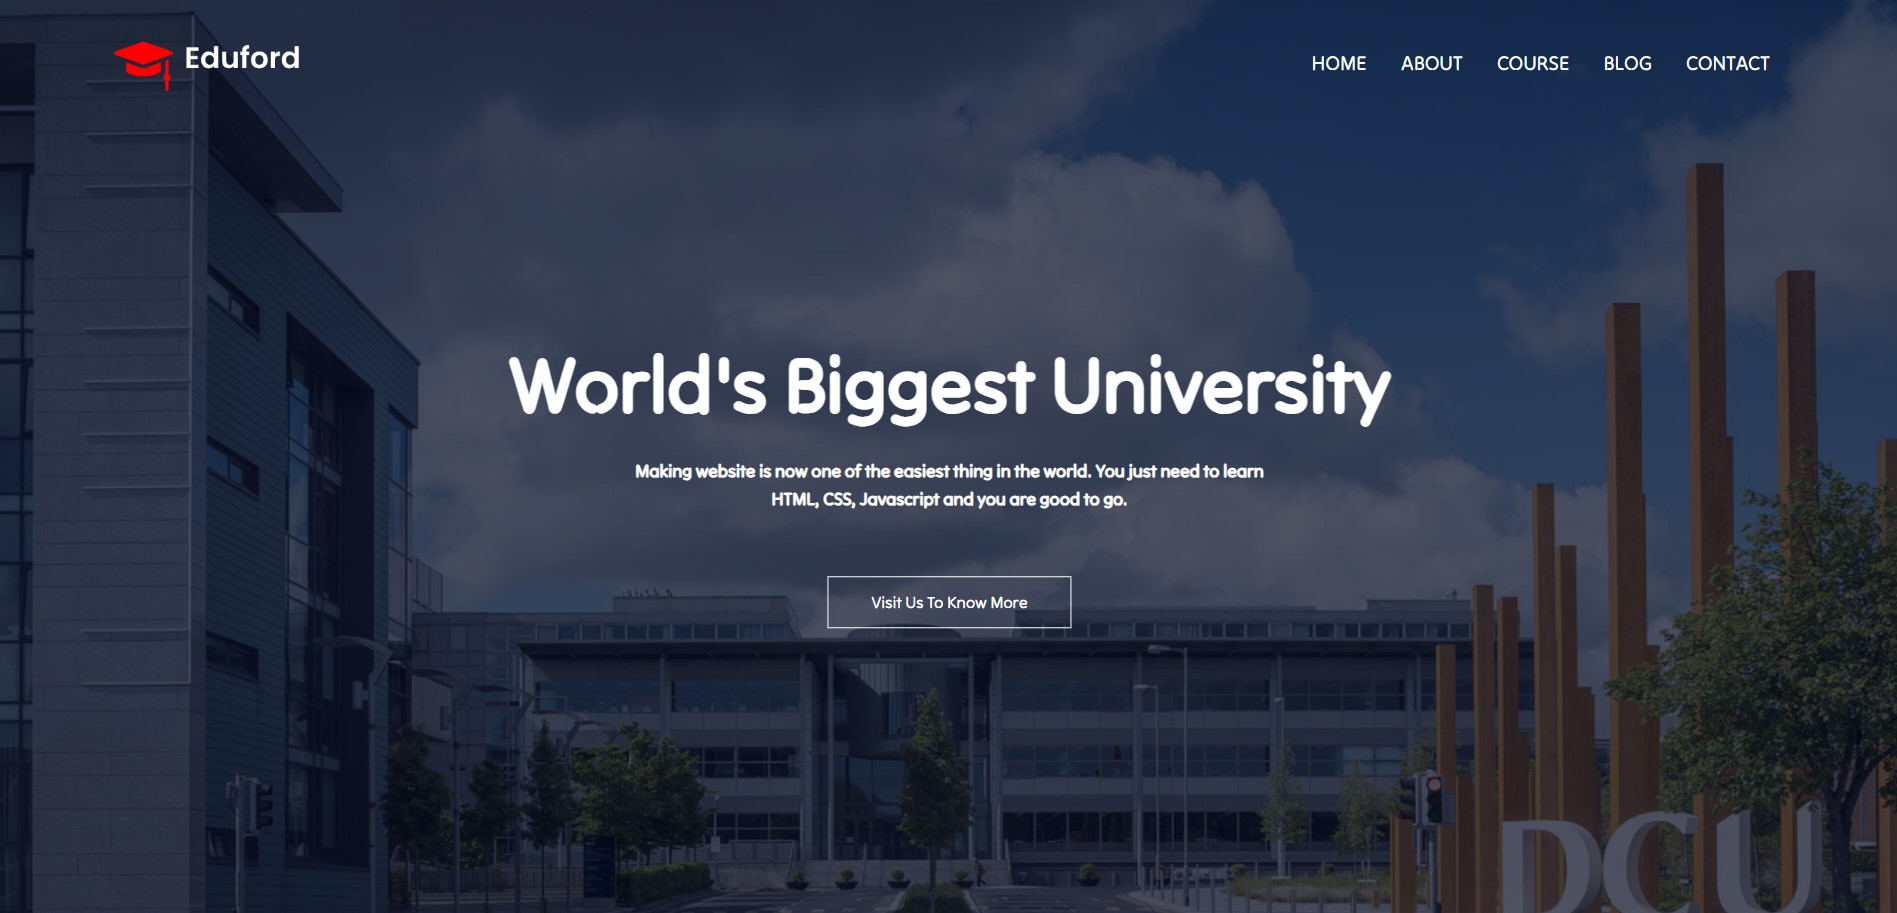 Eduford
HOME ABOUT COURSE BLOG CONTACT
World's Biggest University
Making website is now one of the easiest thing in the world. You just need to learn
HTML, CSS, Javascript and you are good to go.
Visit Us To Know More
DCU